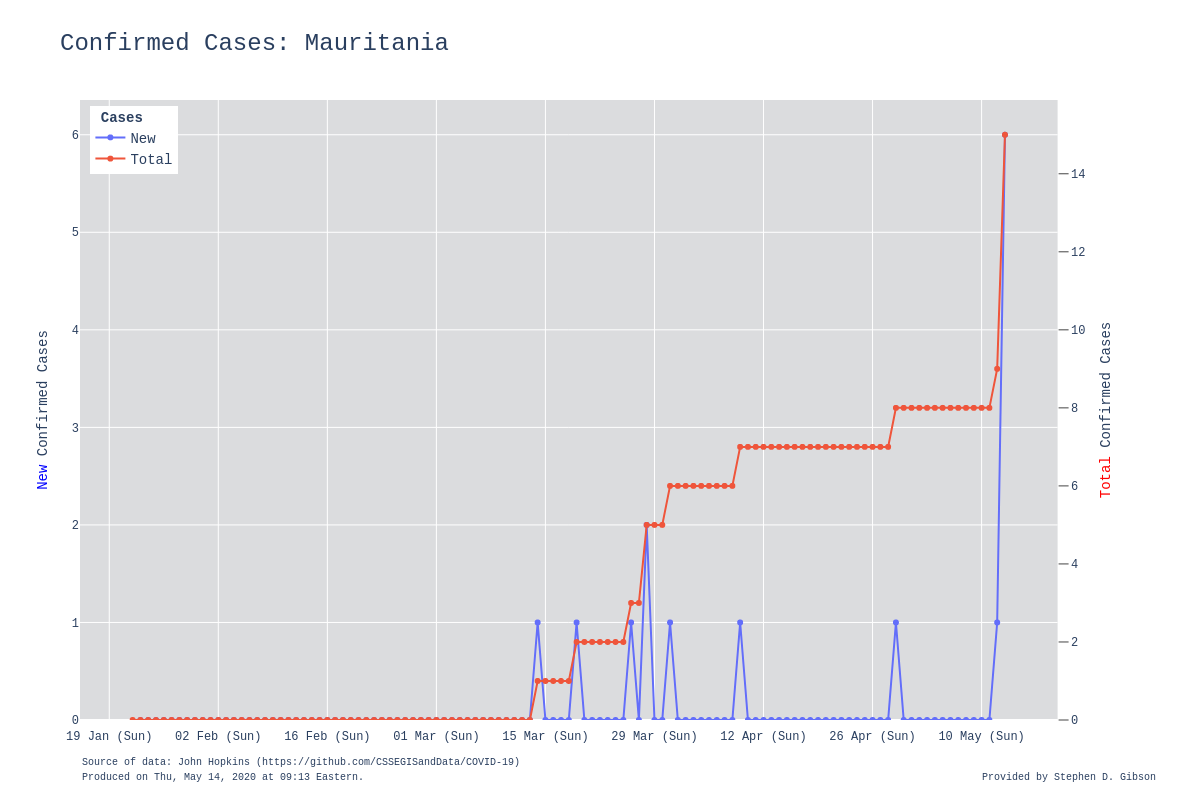 Confirmed Cases: Mauritania
Cases
New
Total
6
5
4
3
2
1
0
New Confirmed Cases
14
12
10
8
6
4
2
0
Total Confirmed Cases
19 Jan (Sun) 02 Feb (Sun) 16 Feb (Sun) 01 Mar (Sun) 15 Mar (Sun) 29 Mar (Sun) 12 Apr (Sun) 26 Apr (Sun) 10 May (Sun)
Source of data: John Hopkins (https://github.com/CSSEGISandData/COVID-19)
Produced on Thu, May 14, 2020 at 09:13 Eastern.
Provided by Stephen D. Gibson